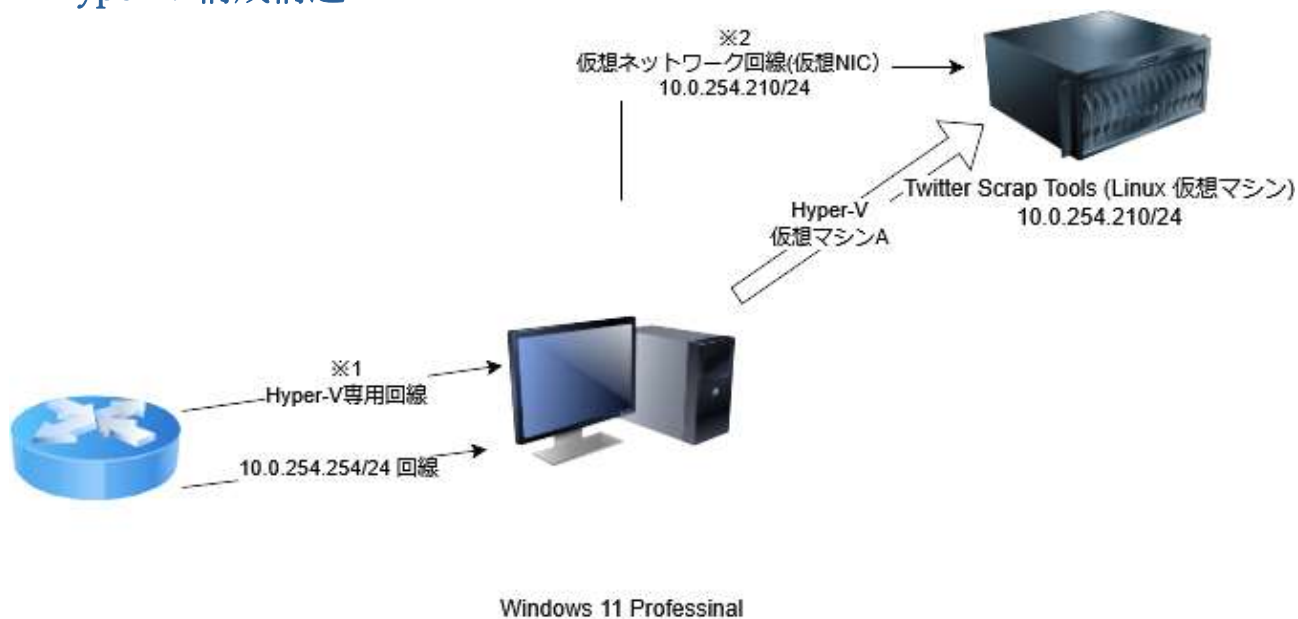 ※2
仮想ネットワーク回線(仮想NIC)
10.0.254.210/24
Twitter Scrap Tools (Linux 仮想マシン)
10.0.254.210/24
Hyper-V
仮想マシンA
※1
Hyper-V専用回線
10.0.254.254/24 回線
Windows 11 Professinal